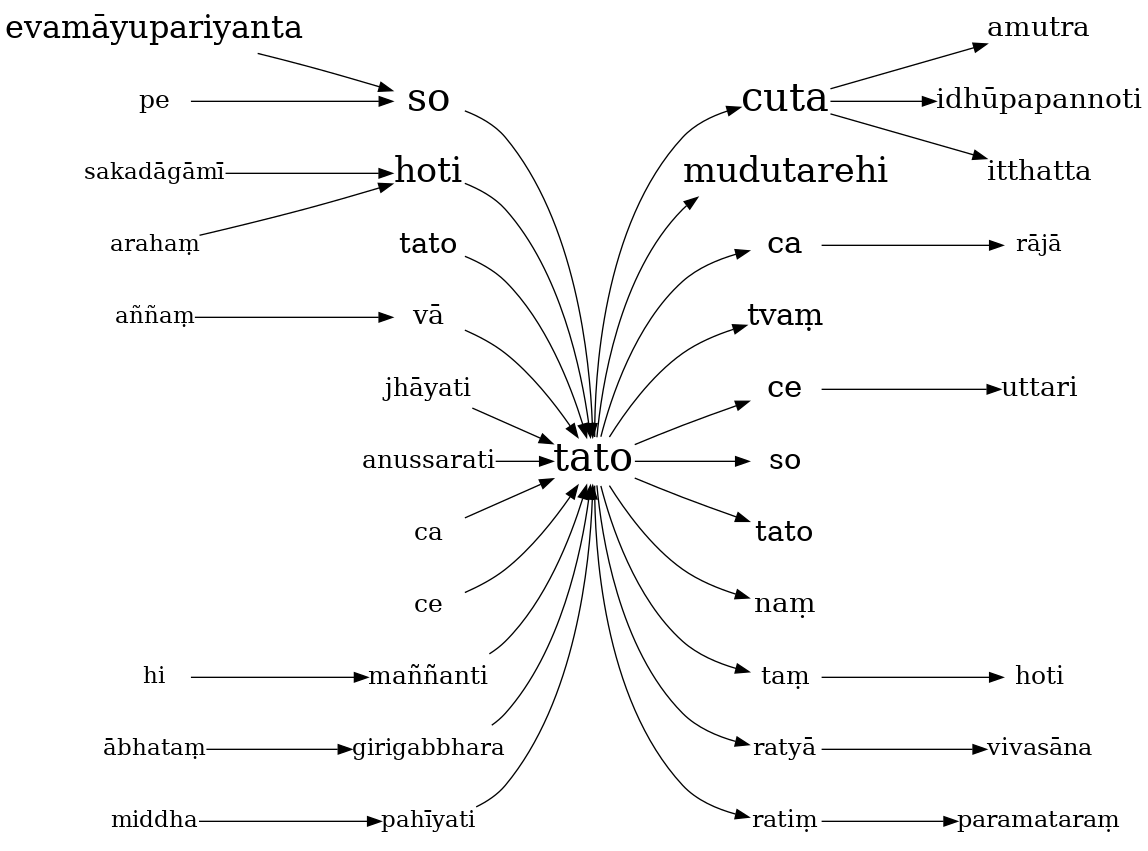 evamāyupariyanta amutra
pe so cuta idhūpapannoti
sakadāgāmī hoti mudutarehi itthatta
arahaṃ tato ca rājā
aññaṃ vā tvaṃ
jhāyati ce uttari
anussarati tato so
ca tato
ce naṃ
hi maññanti taṃ hoti
ābhataṃ girigabbhara ratyā vivasāna
middha pahīyati ratiṃ paramataraṃ